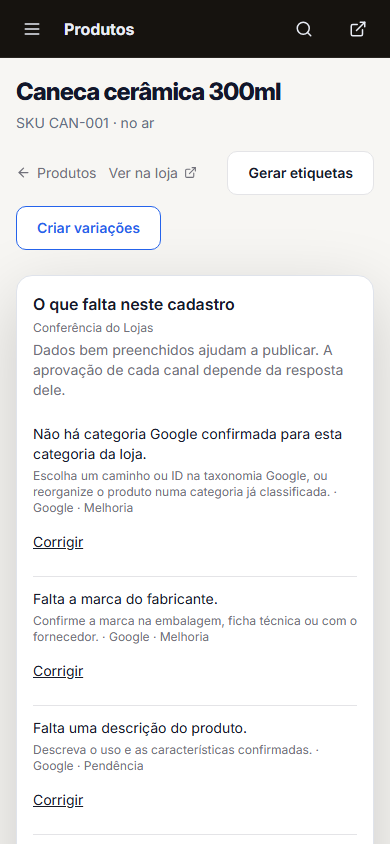 Produtos
Caneca cerâmica 300ml
SKU CAN-001 · no ar
Produtos
Ver na loja
Gerar etiquetas
Criar variações
O que falta neste cadastro
Conferência do Lojas
Dados bem preenchidos ajudam a publicar. A
aprovação de cada canal depende da resposta
dele.
Não há categoria Google confirmada para esta
categoria da loja.
Escolha um caminho ou ID na taxonomia Google, ou
reorganize o produto numa categoria já classificada. ·
Google · Melhoria
Corrigir
Falta a marca do fabricante.
Confirme a marca na embalagem, ficha técnica ou com o
fornecedor. · Google · Melhoria
Corrigir
Falta uma descrição do produto.
Descreva o uso e as características confirmadas. ·
Google · Pendência
Corrigir